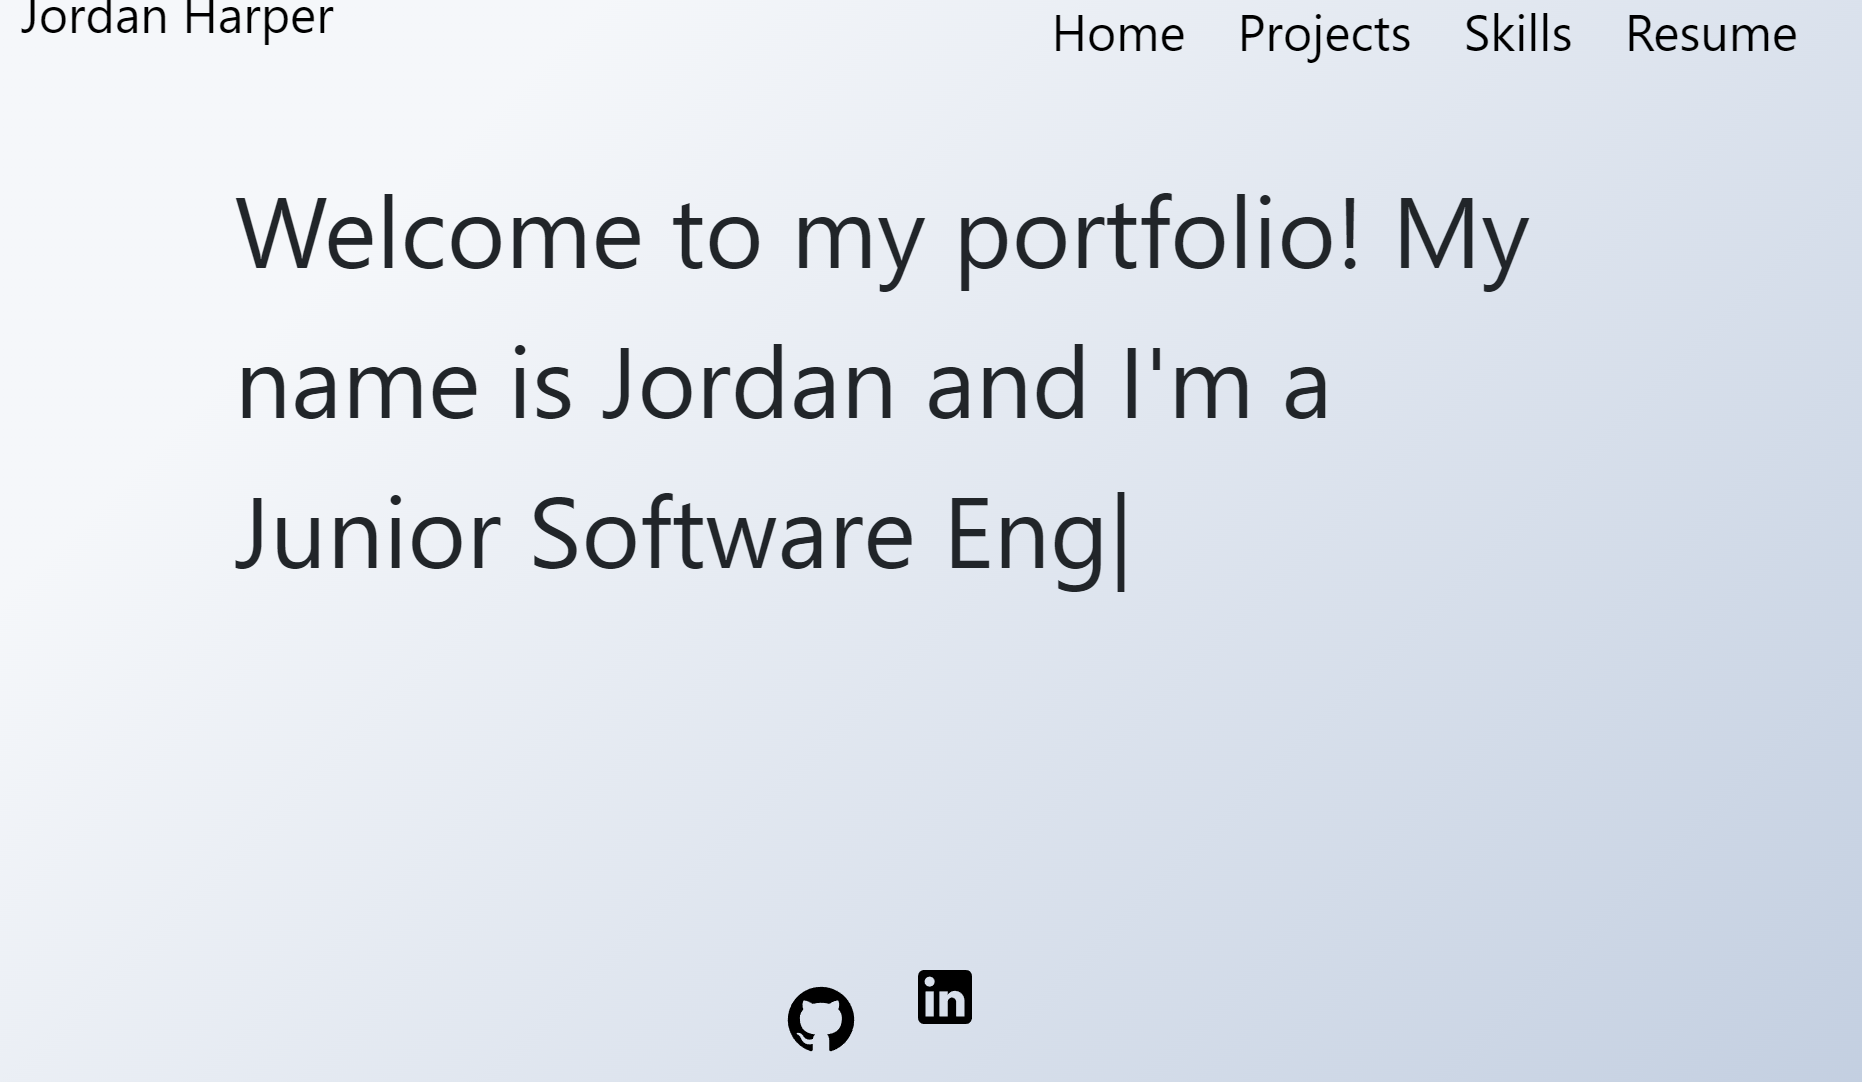 Jordan Harper
Home Projects Skills Resume
Welcome to my portfolio! My
name is Jordan and I'm a
Junior Software Eng|
in